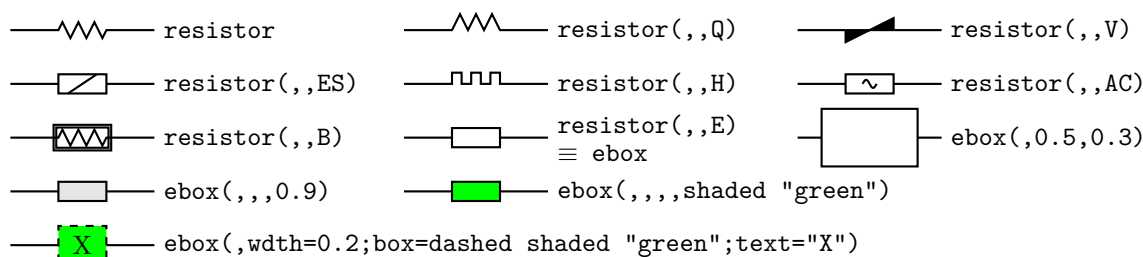 resistor resistor(,,Q) resistor(,,V)
resistor(,,ES) resistor(,,H) resistor(,,AC)
resistor(,,B) resistor(,,E) ebox(,0.5,0.3)
≡ ebox
ebox(,,,0.9) ebox(,,,,shaded "green")
X ebox(,wdth=0.2;box=dashed shaded "green";text="X")